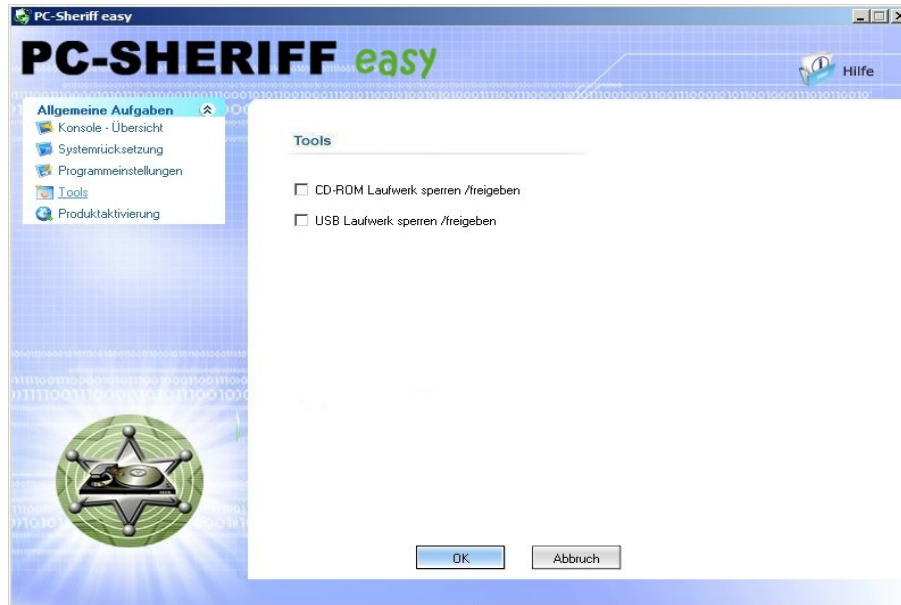 PC-Sheriff easy
PC-SHERIFF easy
Hilfe
Allgemeine Aufgaben
Konsole - Übersicht
Systemrücksetzung
Programmeinstellungen
Tools
Produktaktivierung
Tools
CD-ROM Laufwerk sperren /freigeben
USB Laufwerk sperren /freigeben
OK
Abbruch